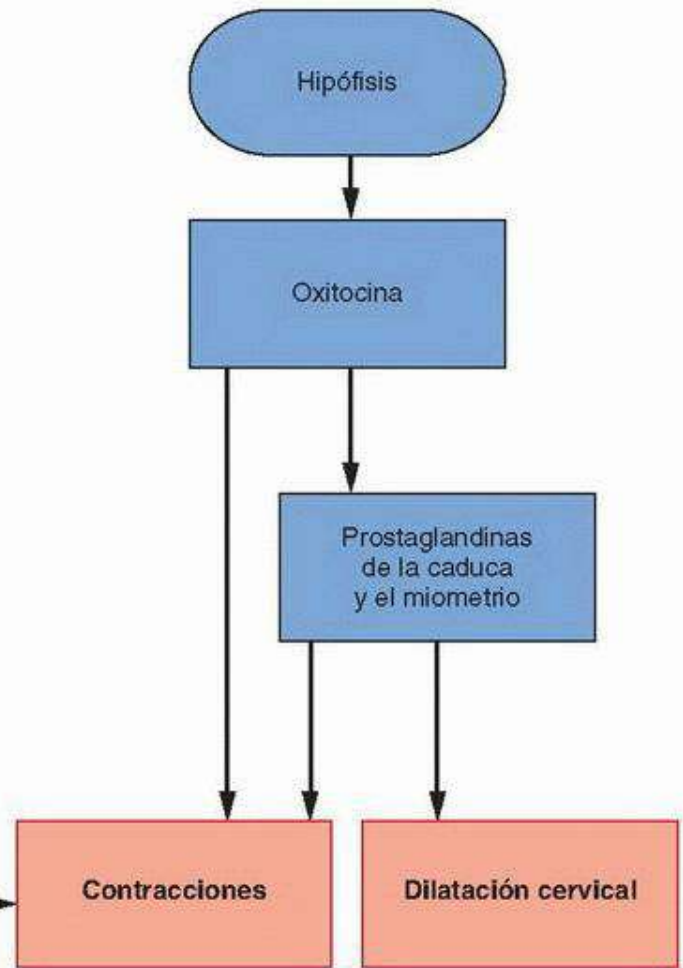 Hipófisis
Oxitocina
Prostaglandinas
de la caduca
y el miometrio
Contracciones
Dilatación cervical